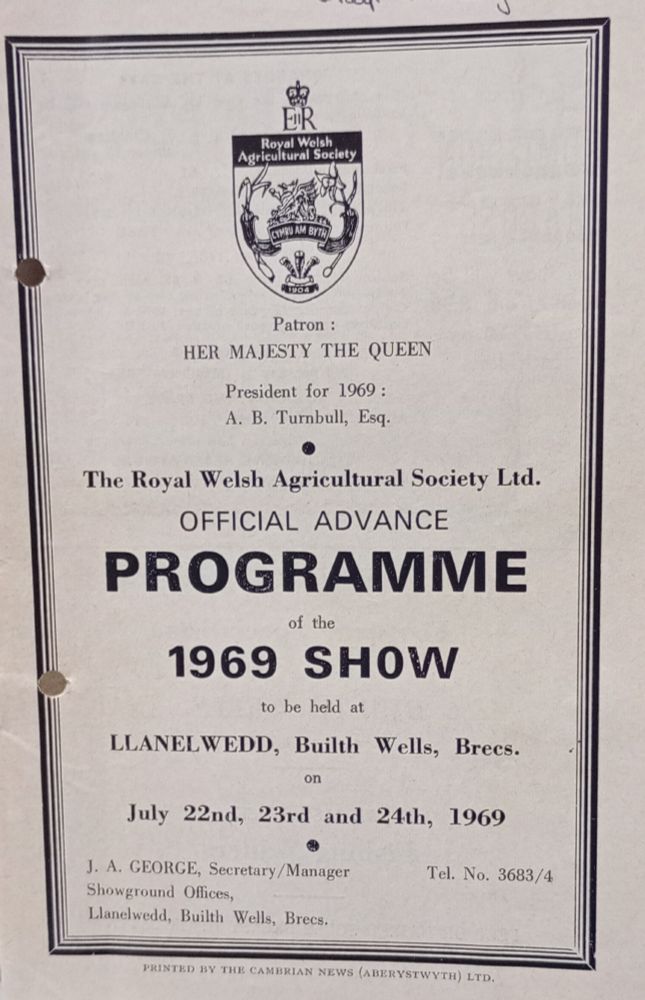 EIIR
Royal Welsh
Agricultural Society
CYMRU AM BYTH
1904
Patron :
HER MAJESTY THE QUEEN
President for 1969 :
A. B. Turnbull, Esq.
The Royal Welsh Agricultural Society Ltd.
OFFICIAL ADVANCE
PROGRAMME
of the
1969 SHOW
to be held at
LLANELWEDD, Builth Wells, Brecs.
on
July 22nd, 23rd and 24th, 1969
J. A. GEORGE, Secretary/Manager Tel. No. 3683/4
Showground Offices,
Llanelwedd, Builth Wells, Brecs.
PRINTED BY THE CAMBRIAN NEWS (ABERYSTWYTH) LTD.